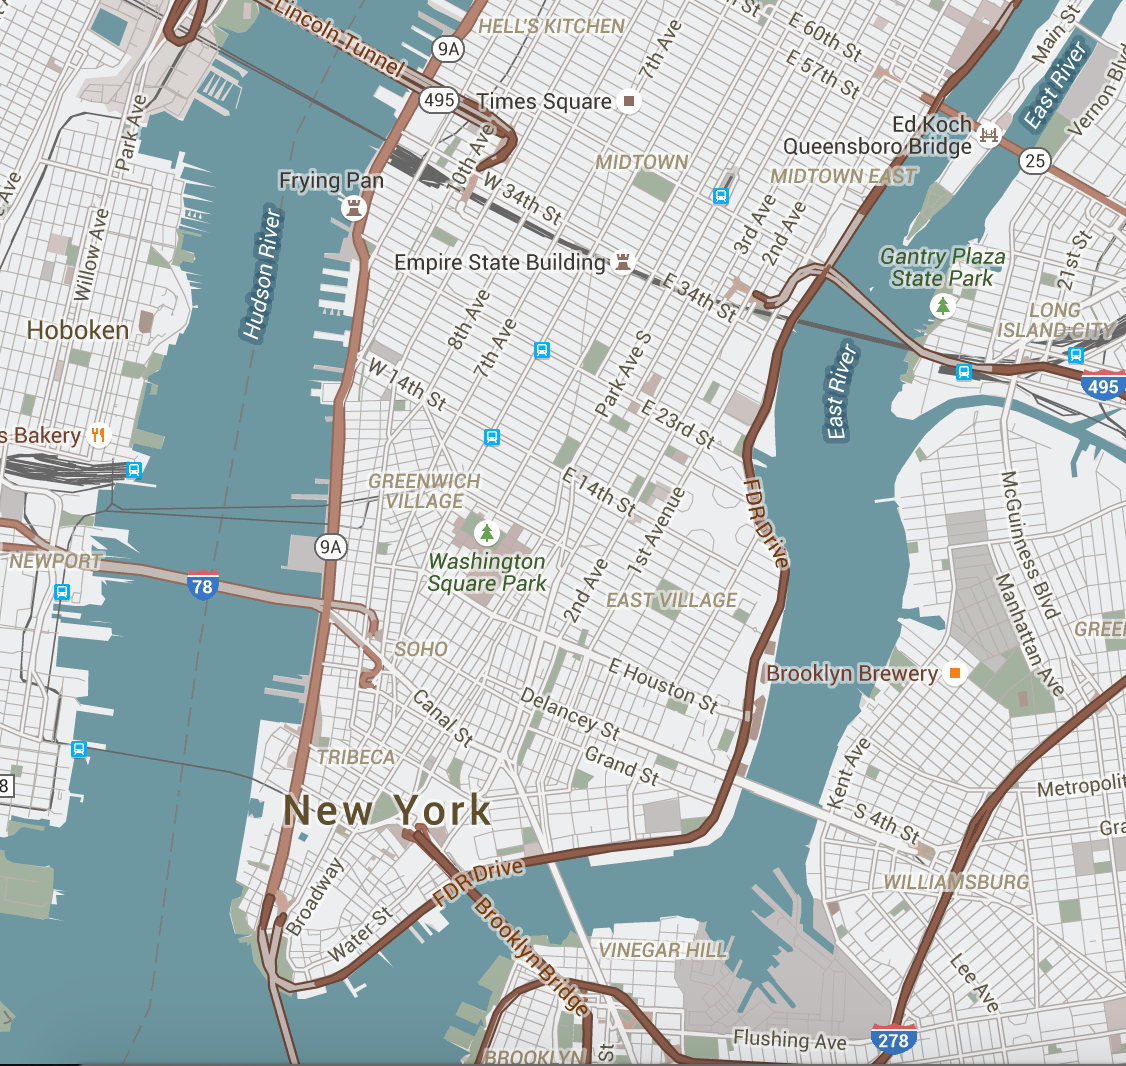 Lincoln Tunnel
HELL'S KITCHEN
9A
7th Ave
E 60th St
E 57th St
Main St
East River
Vernon Blvd
495
Times Square
Park Ave
10th Ave
MIDTOWN
Ed Koch
Queensboro Bridge
25
MIDTOWN EAST
Frying Pan
W 34th St
3rd Ave
2nd Ave
Willow Ave
Hudson River
Empire State Building
E 34th St
Gantry Plaza
State Park
21st St
Hoboken
8th Ave
7th Ave
LONG
ISLAND CITY
Park Ave S
East River
495
W 14th St
E 23rd St
s Bakery
GREENWICH
VILLAGE
E 14th St
1st Avenue
FDR Drive
McGuinness Blvd
9A
NEWPORT
78
Washington
Square Park
2nd Ave
EAST VILLAGE
Manhattan Ave
GREE
SOHO
E Houston St
Brooklyn Brewery
Canal St
Delancey St
Grand St
TRIBECA
Kent Ave
8
New York
Metropolit
S 4th St
Gra
Broadway
FDR Drive
WILLIAMSBURG
Water St
Brooklyn Bridge
VINEGAR HILL
Lee Ave
278
Flushing Ave
BROOKLYN
St